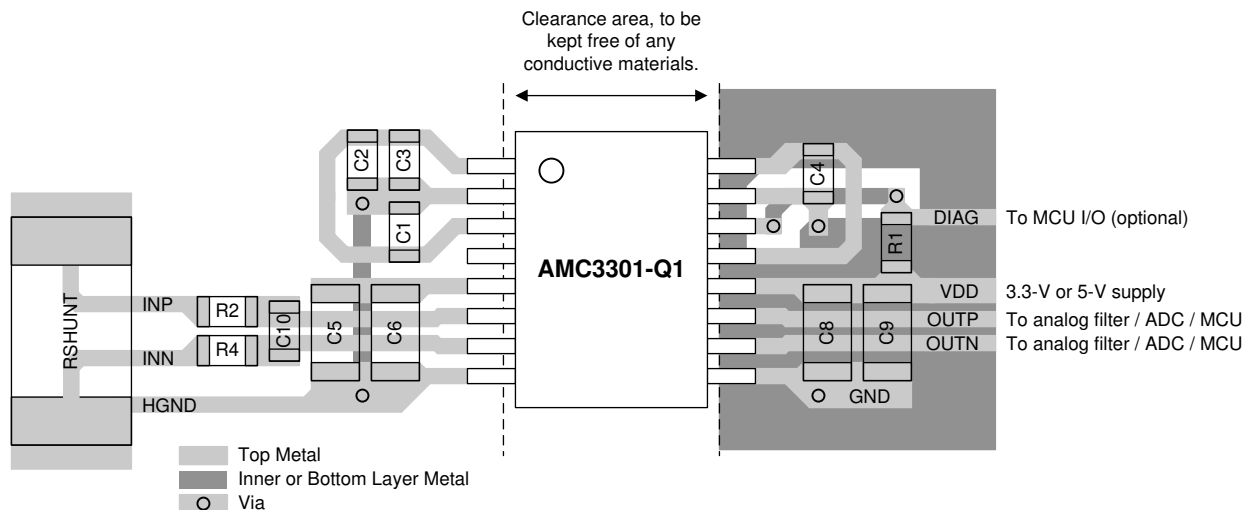 Clearance area, to be
kept free of any
conductive materials.
C2
C3
C1
C4
R1
AMC3301-Q1
DIAG
To MCU I/O (optional)
RSHUNT
INP
R2
C10
C5
C6
C8
C9
VDD
3.3-V or 5-V supply
OUTP
To analog filter / ADC / MCU
INN
R4
OUTN
To analog filter / ADC / MCU
HGND
GND
Top Metal
Inner or Bottom Layer Metal
Via